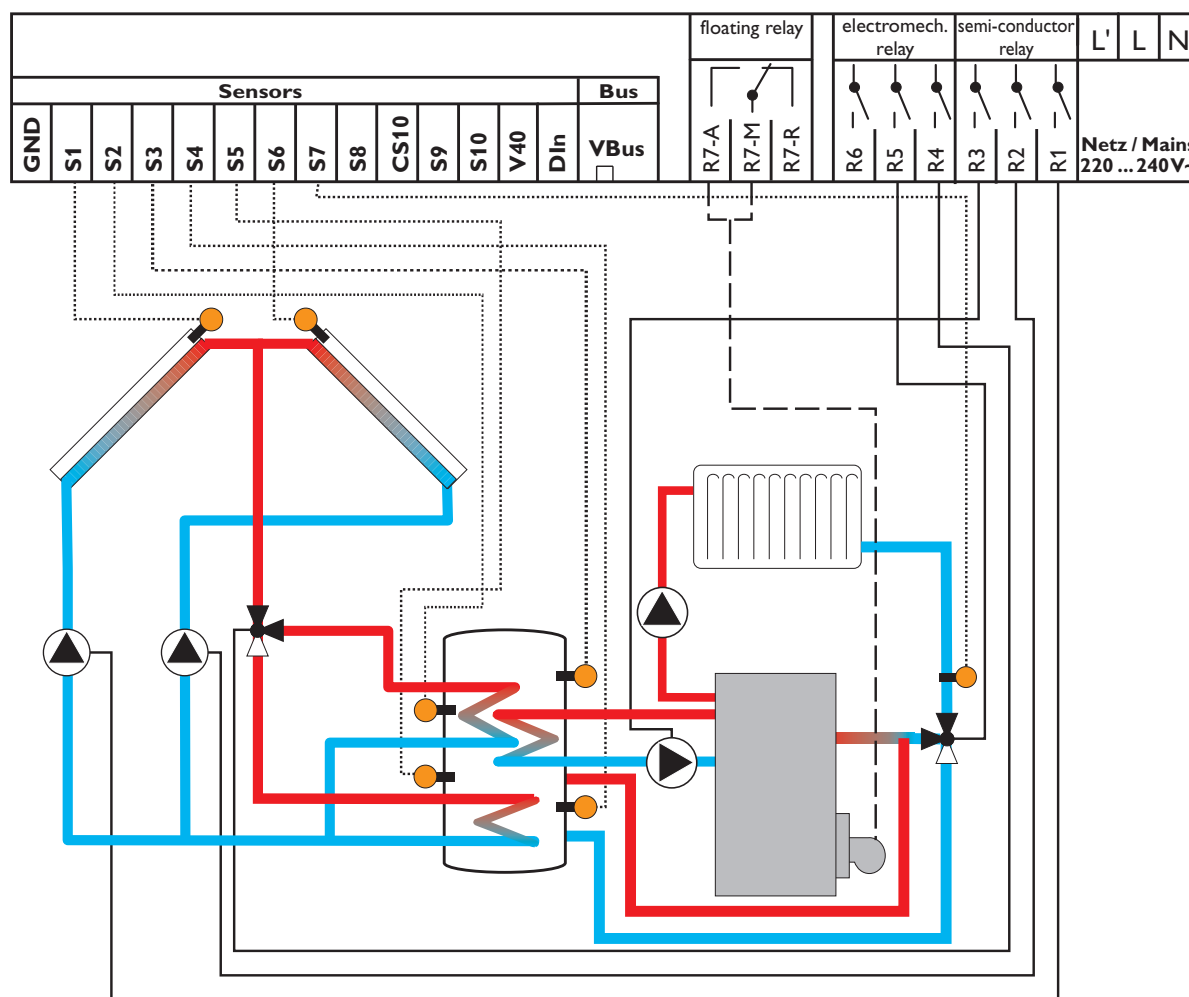 floating relay
electromech.
relay
semi-conductor
relay
L' L N
Sensors Bus
GND S1 S2 S3 S4 S5 S6 S7 S8 CS10 S9 S10 V40 DIn VBus
R7-A R7-M R7-R
R6 R5 R4 R3 R2 R1
Netz / Mains
220 ... 240 V~